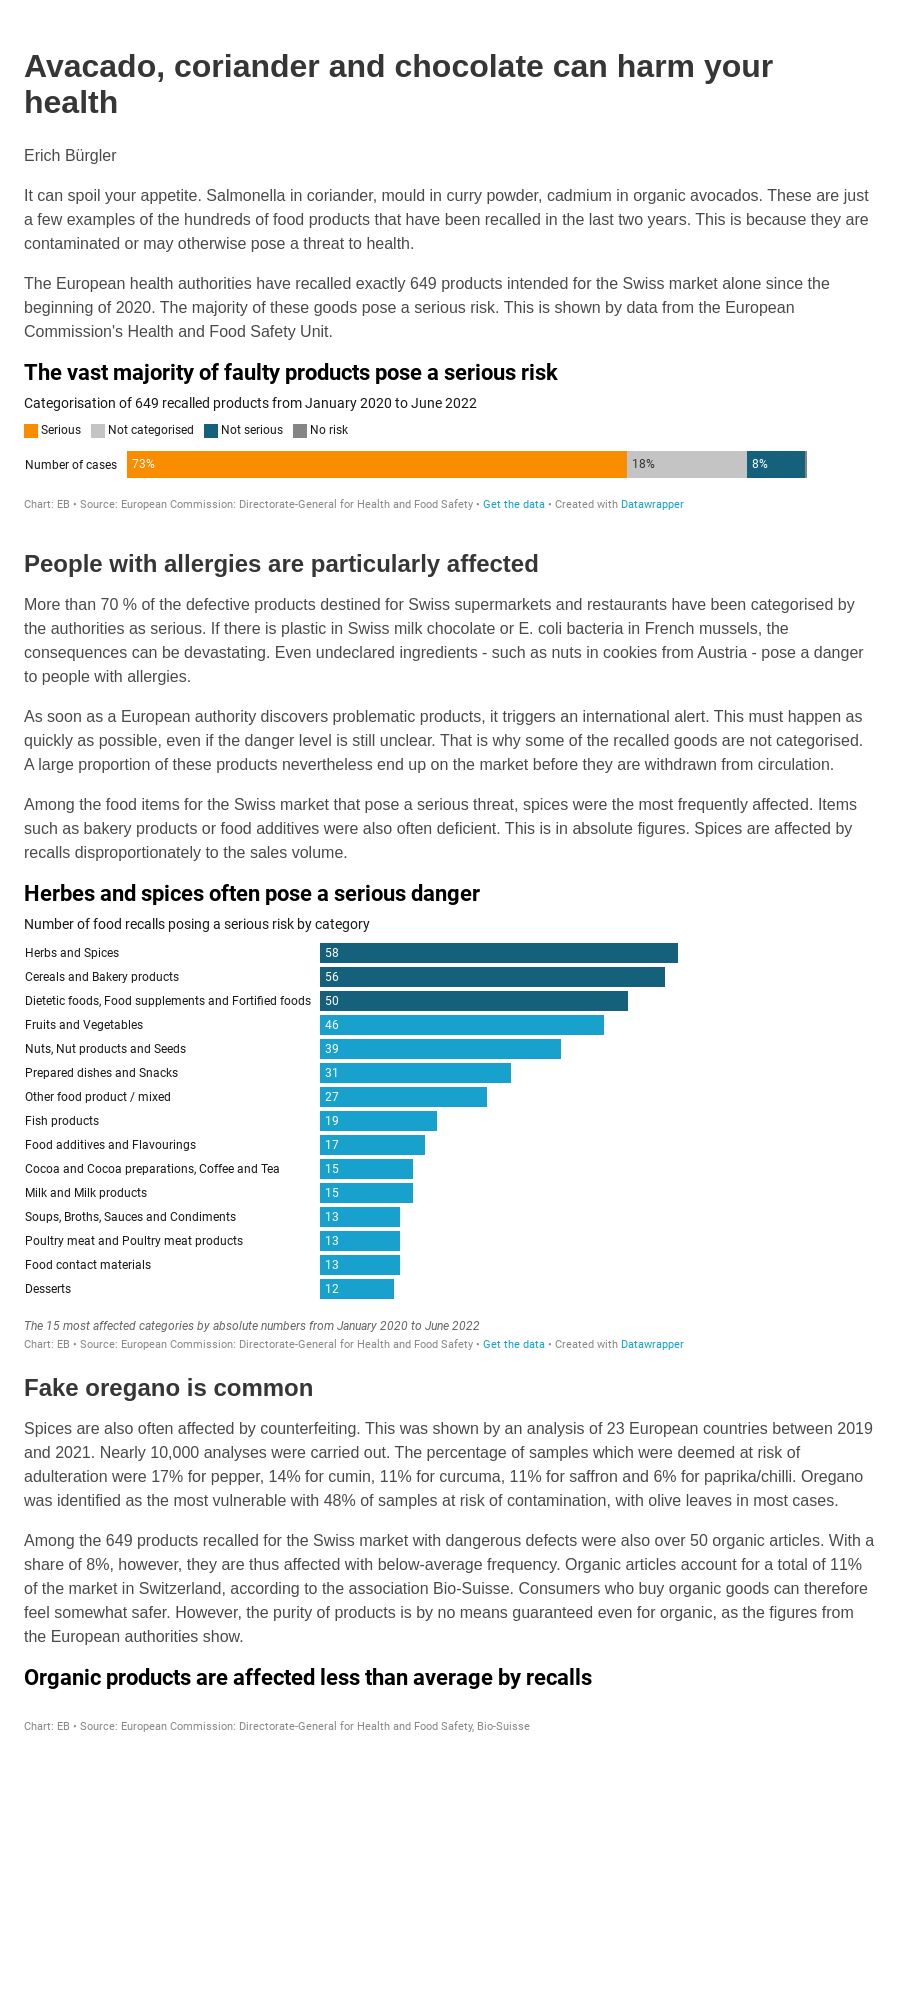 Avacado, coriander and chocolate can harm your
health
Erich Bürgler
It can spoil your appetite. Salmonella in coriander, mould in curry powder, cadmium in organic avocados. These are just
a few examples of the hundreds of food products that have been recalled in the last two years. This is because they are
contaminated or may otherwise pose a threat to health.
The European health authorities have recalled exactly 649 products intended for the Swiss market alone since the
beginning of 2020. The majority of these goods pose a serious risk. This is shown by data from the European
Commission's Health and Food Safety Unit.
The vast majority of faulty products pose a serious risk
Categorisation of 649 recalled products from January 2020 to June 2022
Serious Not categorised Not serious No risk
Number of cases 73% 18% 8%
Chart: EB • Source: European Commission: Directorate-General for Health and Food Safety • Get the data • Created with Datawrapper
People with allergies are particularly affected
More than 70 % of the defective products destined for Swiss supermarkets and restaurants have been categorised by
the authorities as serious. If there is plastic in Swiss milk chocolate or E. coli bacteria in French mussels, the
consequences can be devastating. Even undeclared ingredients - such as nuts in cookies from Austria - pose a danger
to people with allergies.
As soon as a European authority discovers problematic products, it triggers an international alert. This must happen as
quickly as possible, even if the danger level is still unclear. That is why some of the recalled goods are not categorised.
A large proportion of these products nevertheless end up on the market before they are withdrawn from circulation.
Among the food items for the Swiss market that pose a serious threat, spices were the most frequently affected. Items
such as bakery products or food additives were also often deficient. This is in absolute figures. Spices are affected by
recalls disproportionately to the sales volume.
Herbes and spices often pose a serious danger
Number of food recalls posing a serious risk by category
Herbs and Spices 58
Cereals and Bakery products 56
Dietetic foods, Food supplements and Fortified foods 50
Fruits and Vegetables 46
Nuts, Nut products and Seeds 39
Prepared dishes and Snacks 31
Other food product / mixed 27
Fish products 19
Food additives and Flavourings 17
Cocoa and Cocoa preparations, Coffee and Tea 15
Milk and Milk products 15
Soups, Broths, Sauces and Condiments 13
Poultry meat and Poultry meat products 13
Food contact materials 13
Desserts 12
The 15 most affected categories by absolute numbers from January 2020 to June 2022
Chart: EB • Source: European Commission: Directorate-General for Health and Food Safety • Get the data • Created with Datawrapper
Fake oregano is common
Spices are also often affected by counterfeiting. This was shown by an analysis of 23 European countries between 2019
and 2021. Nearly 10,000 analyses were carried out. The percentage of samples which were deemed at risk of
adulteration were 17% for pepper, 14% for cumin, 11% for curcuma, 11% for saffron and 6% for paprika/chilli. Oregano
was identified as the most vulnerable with 48% of samples at risk of contamination, with olive leaves in most cases.
Among the 649 products recalled for the Swiss market with dangerous defects were also over 50 organic articles. With a
share of 8%, however, they are thus affected with below-average frequency. Organic articles account for a total of 11%
of the market in Switzerland, according to the association Bio-Suisse. Consumers who buy organic goods can therefore
feel somewhat safer. However, the purity of products is by no means guaranteed even for organic, as the figures from
the European authorities show.
Organic products are affected less than average by recalls
Chart: EB • Source: European Commission: Directorate-General for Health and Food Safety, Bio-Suisse